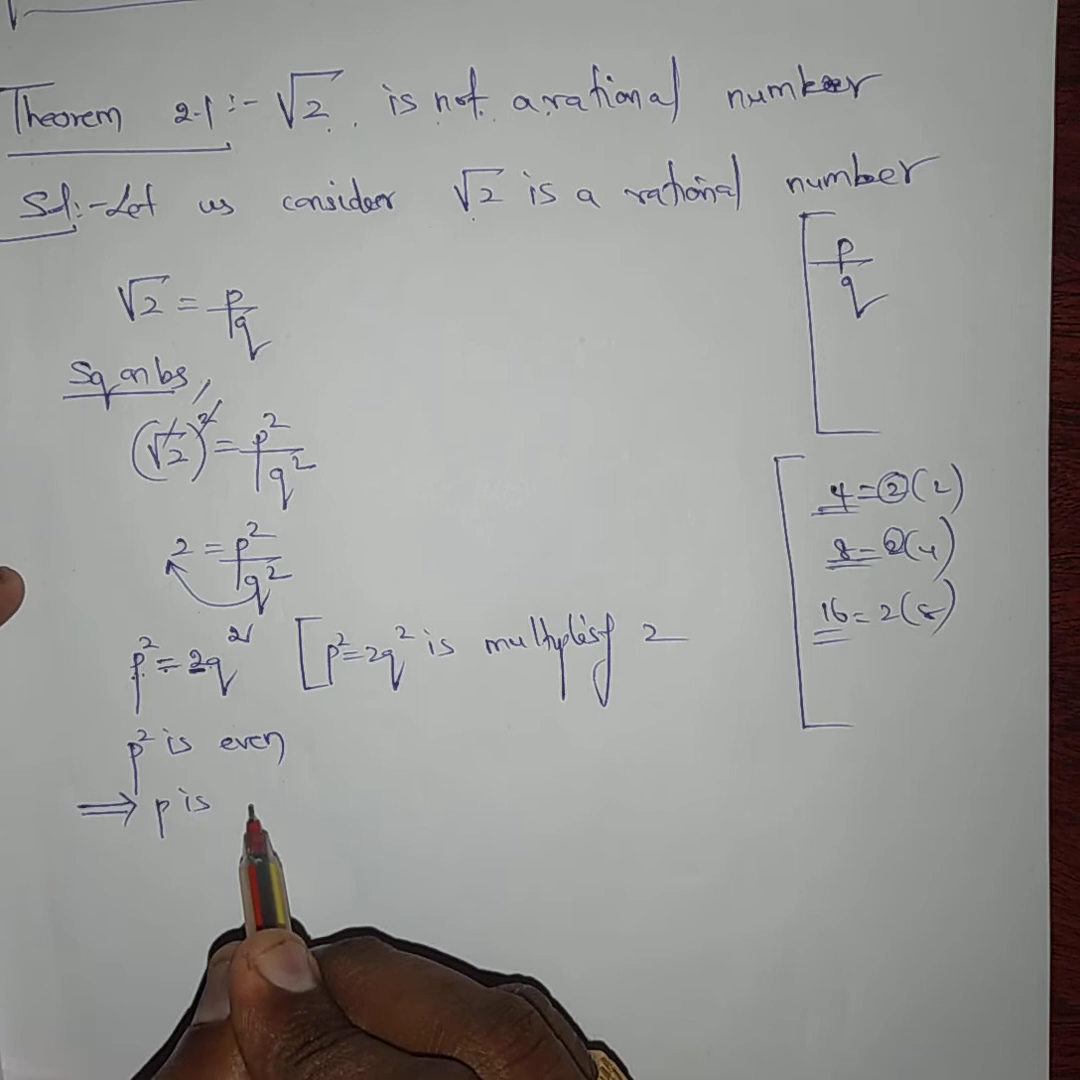 Theorem 2.1 :- √2 is not a rational number
Sol:- Let us consider √2 is a rational number
√2 = p/q
Sq on bs,
(√2)² = p²/q²
2 = p²/q²
p² = 2q² [p² = 2q² is multiples of 2
p² is even
⟹ p is
p/q
4 = 2(2)
8 = 2(4)
16 = 2(8)